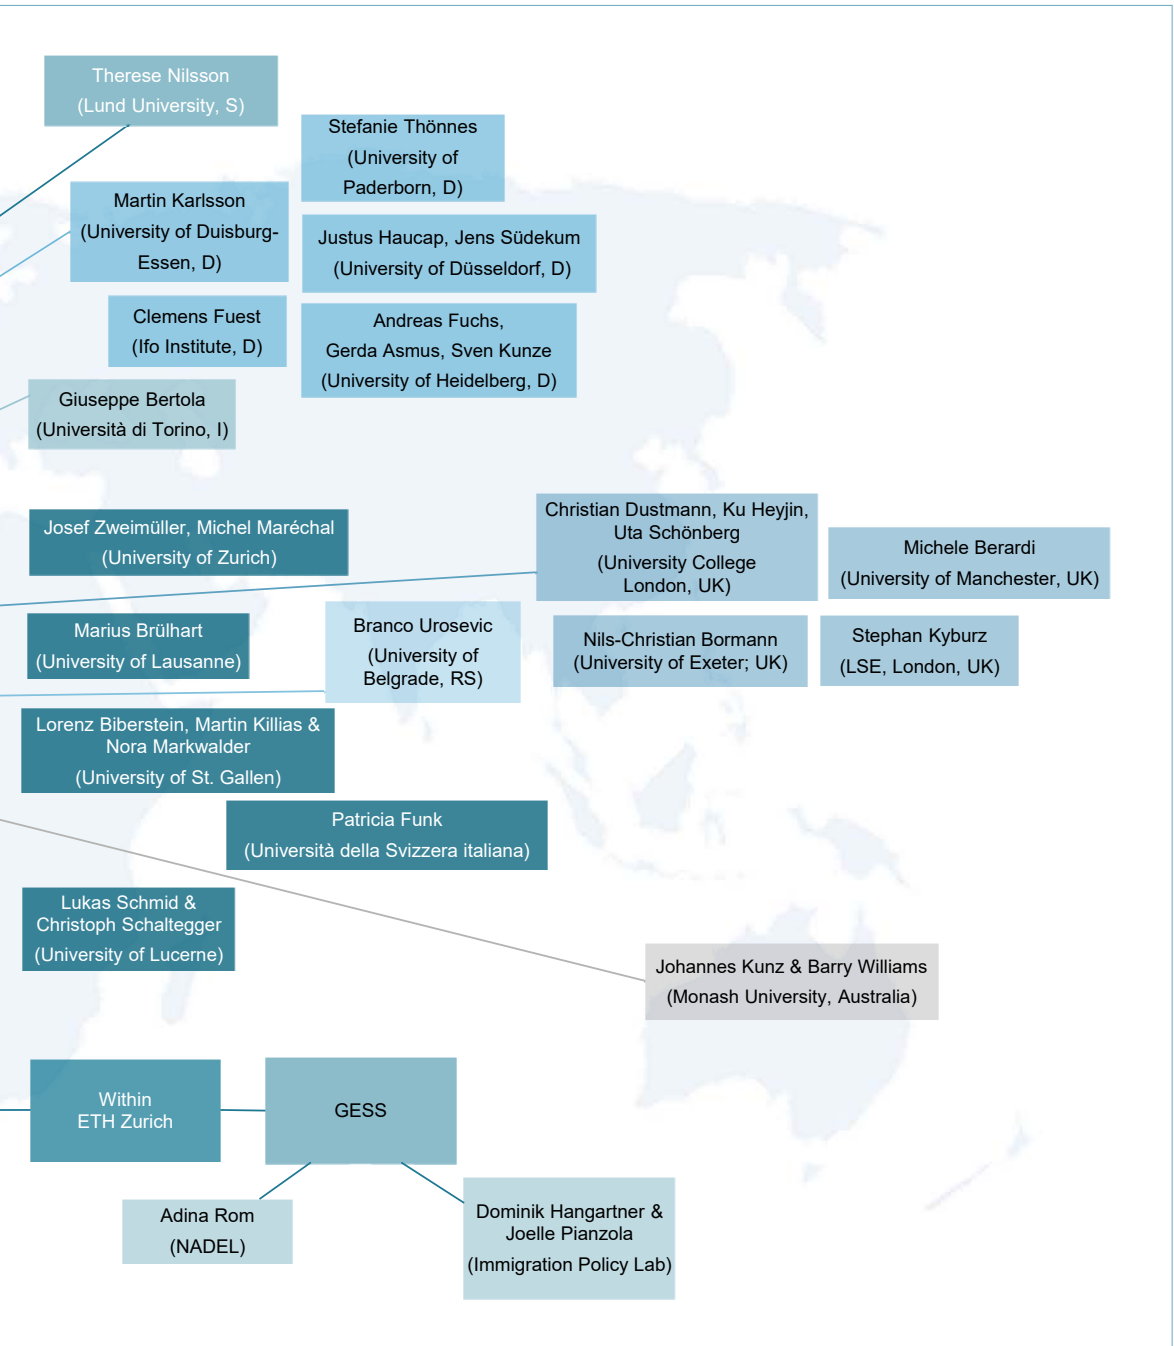 Therese Nilsson
(Lund University, S)
Stefanie Thönnes
(University of
Paderborn, D)
Martin Karlsson
(University of Duisburg-
Essen, D)
Justus Haucap, Jens Südekum
(University of Düsseldorf, D)
Clemens Fuest
(Ifo Institute, D)
Andreas Fuchs,
Gerda Asmus, Sven Kunze
(University of Heidelberg, D)
Giuseppe Bertola
(Università di Torino, I)
Josef Zweimüller, Michel Maréchal
(University of Zurich)
Christian Dustmann, Ku Heyjin,
Uta Schönberg
(University College
London, UK)
Michele Berardi
(University of Manchester, UK)
Marius Brülhart
(University of Lausanne)
Branco Urosevic
(University of
Belgrade, RS)
Nils-Christian Bormann
(University of Exeter; UK)
Stephan Kyburz
(LSE, London, UK)
Lorenz Biberstein, Martin Killias &
Nora Markwalder
(University of St. Gallen)
Patricia Funk
(Università della Svizzera italiana)
Lukas Schmid &
Christoph Schaltegger
(University of Lucerne)
Johannes Kunz & Barry Williams
(Monash University, Australia)
Within
ETH Zurich
GESS
Adina Rom
(NADEL)
Dominik Hangartner &
Joelle Pianzola
(Immigration Policy Lab)